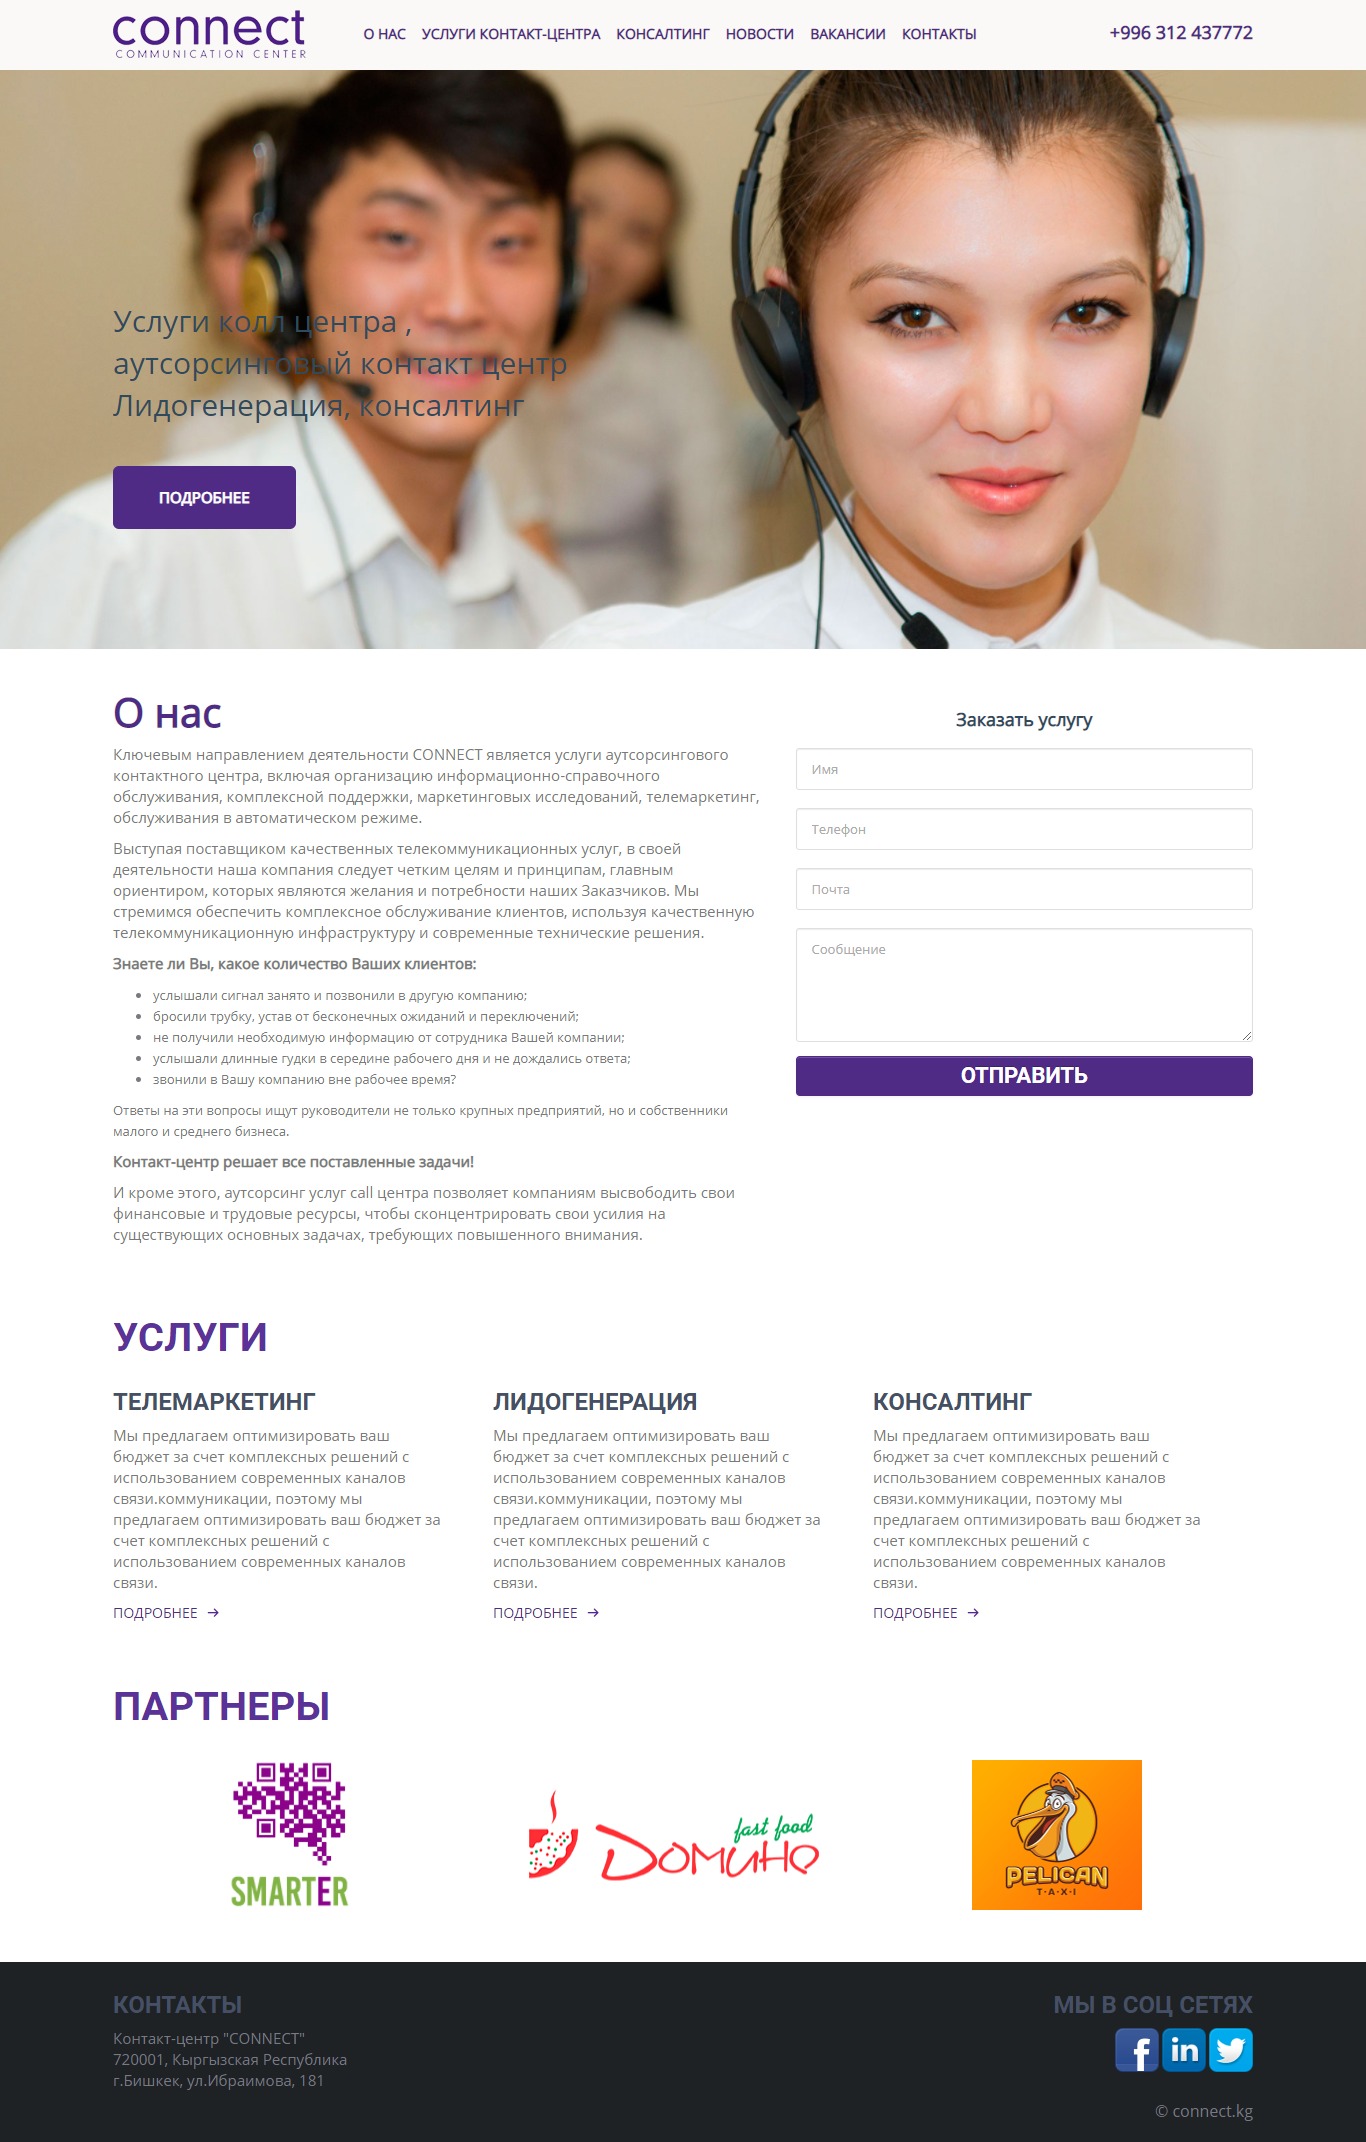 connect
COMMUNICATION CENTER
О НАС УСЛУГИ КОНТАКТ-ЦЕНТРА КОНСАЛТИНГ НОВОСТИ ВАКАНСИИ КОНТАКТЫ
+996 312 437772
Услуги колл центра ,
аутсорсинговый контакт центр
Лидогенерация, консалтинг
ПОДРОБНЕЕ
О нас
Ключевым направлением деятельности CONNECT является услуги аутсорсингового
контактного центра, включая организацию информационно-справочного
обслуживания, комплексной поддержки, маркетинговых исследований, телемаркетинг,
обслуживания в автоматическом режиме.
Выступая поставщиком качественных телекоммуникационных услуг, в своей
деятельности наша компания следует четким целям и принципам, главным
ориентиром, которых являются желания и потребности наших Заказчиков. Мы
стремимся обеспечить комплексное обслуживание клиентов, используя качественную
телекоммуникационную инфраструктуру и современные технические решения.
Знаете ли Вы, какое количество Ваших клиентов:
услышали сигнал занято и позвонили в другую компанию;
бросили трубку, устав от бесконечных ожиданий и переключений;
не получили необходимую информацию от сотрудника Вашей компании;
услышали длинные гудки в середине рабочего дня и не дождались ответа;
звонили в Вашу компанию вне рабочее время?
Ответы на эти вопросы ищут руководители не только крупных предприятий, но и собственники
малого и среднего бизнеса.
Контакт-центр решает все поставленные задачи!
И кроме этого, аутсорсинг услуг call центра позволяет компаниям высвободить свои
финансовые и трудовые ресурсы, чтобы сконцентрировать свои усилия на
существующих основных задачах, требующих повышенного внимания.
Заказать услугу
Имя
Телефон
Почта
Сообщение
ОТПРАВИТЬ
УСЛУГИ
ТЕЛЕМАРКЕТИНГ
Мы предлагаем оптимизировать ваш
бюджет за счет комплексных решений с
использованием современных каналов
связи.коммуникации, поэтому мы
предлагаем оптимизировать ваш бюджет за
счет комплексных решений с
использованием современных каналов
связи.
ПОДРОБНЕЕ →
ЛИДОГЕНЕРАЦИЯ
Мы предлагаем оптимизировать ваш
бюджет за счет комплексных решений с
использованием современных каналов
связи.коммуникации, поэтому мы
предлагаем оптимизировать ваш бюджет за
счет комплексных решений с
использованием современных каналов
связи.
ПОДРОБНЕЕ →
КОНСАЛТИНГ
Мы предлагаем оптимизировать ваш
бюджет за счет комплексных решений с
использованием современных каналов
связи.коммуникации, поэтому мы
предлагаем оптимизировать ваш бюджет за
счет комплексных решений с
использованием современных каналов
связи.
ПОДРОБНЕЕ →
ПАРТНЕРЫ
SMARTER
fast food
Домино
PELICAN
T·A·X·I
КОНТАКТЫ
Контакт-центр "CONNECT"
720001, Кыргызская Республика
г.Бишкек, ул.Ибраимова, 181
МЫ В СОЦ СЕТЯХ
f in
© connect.kg